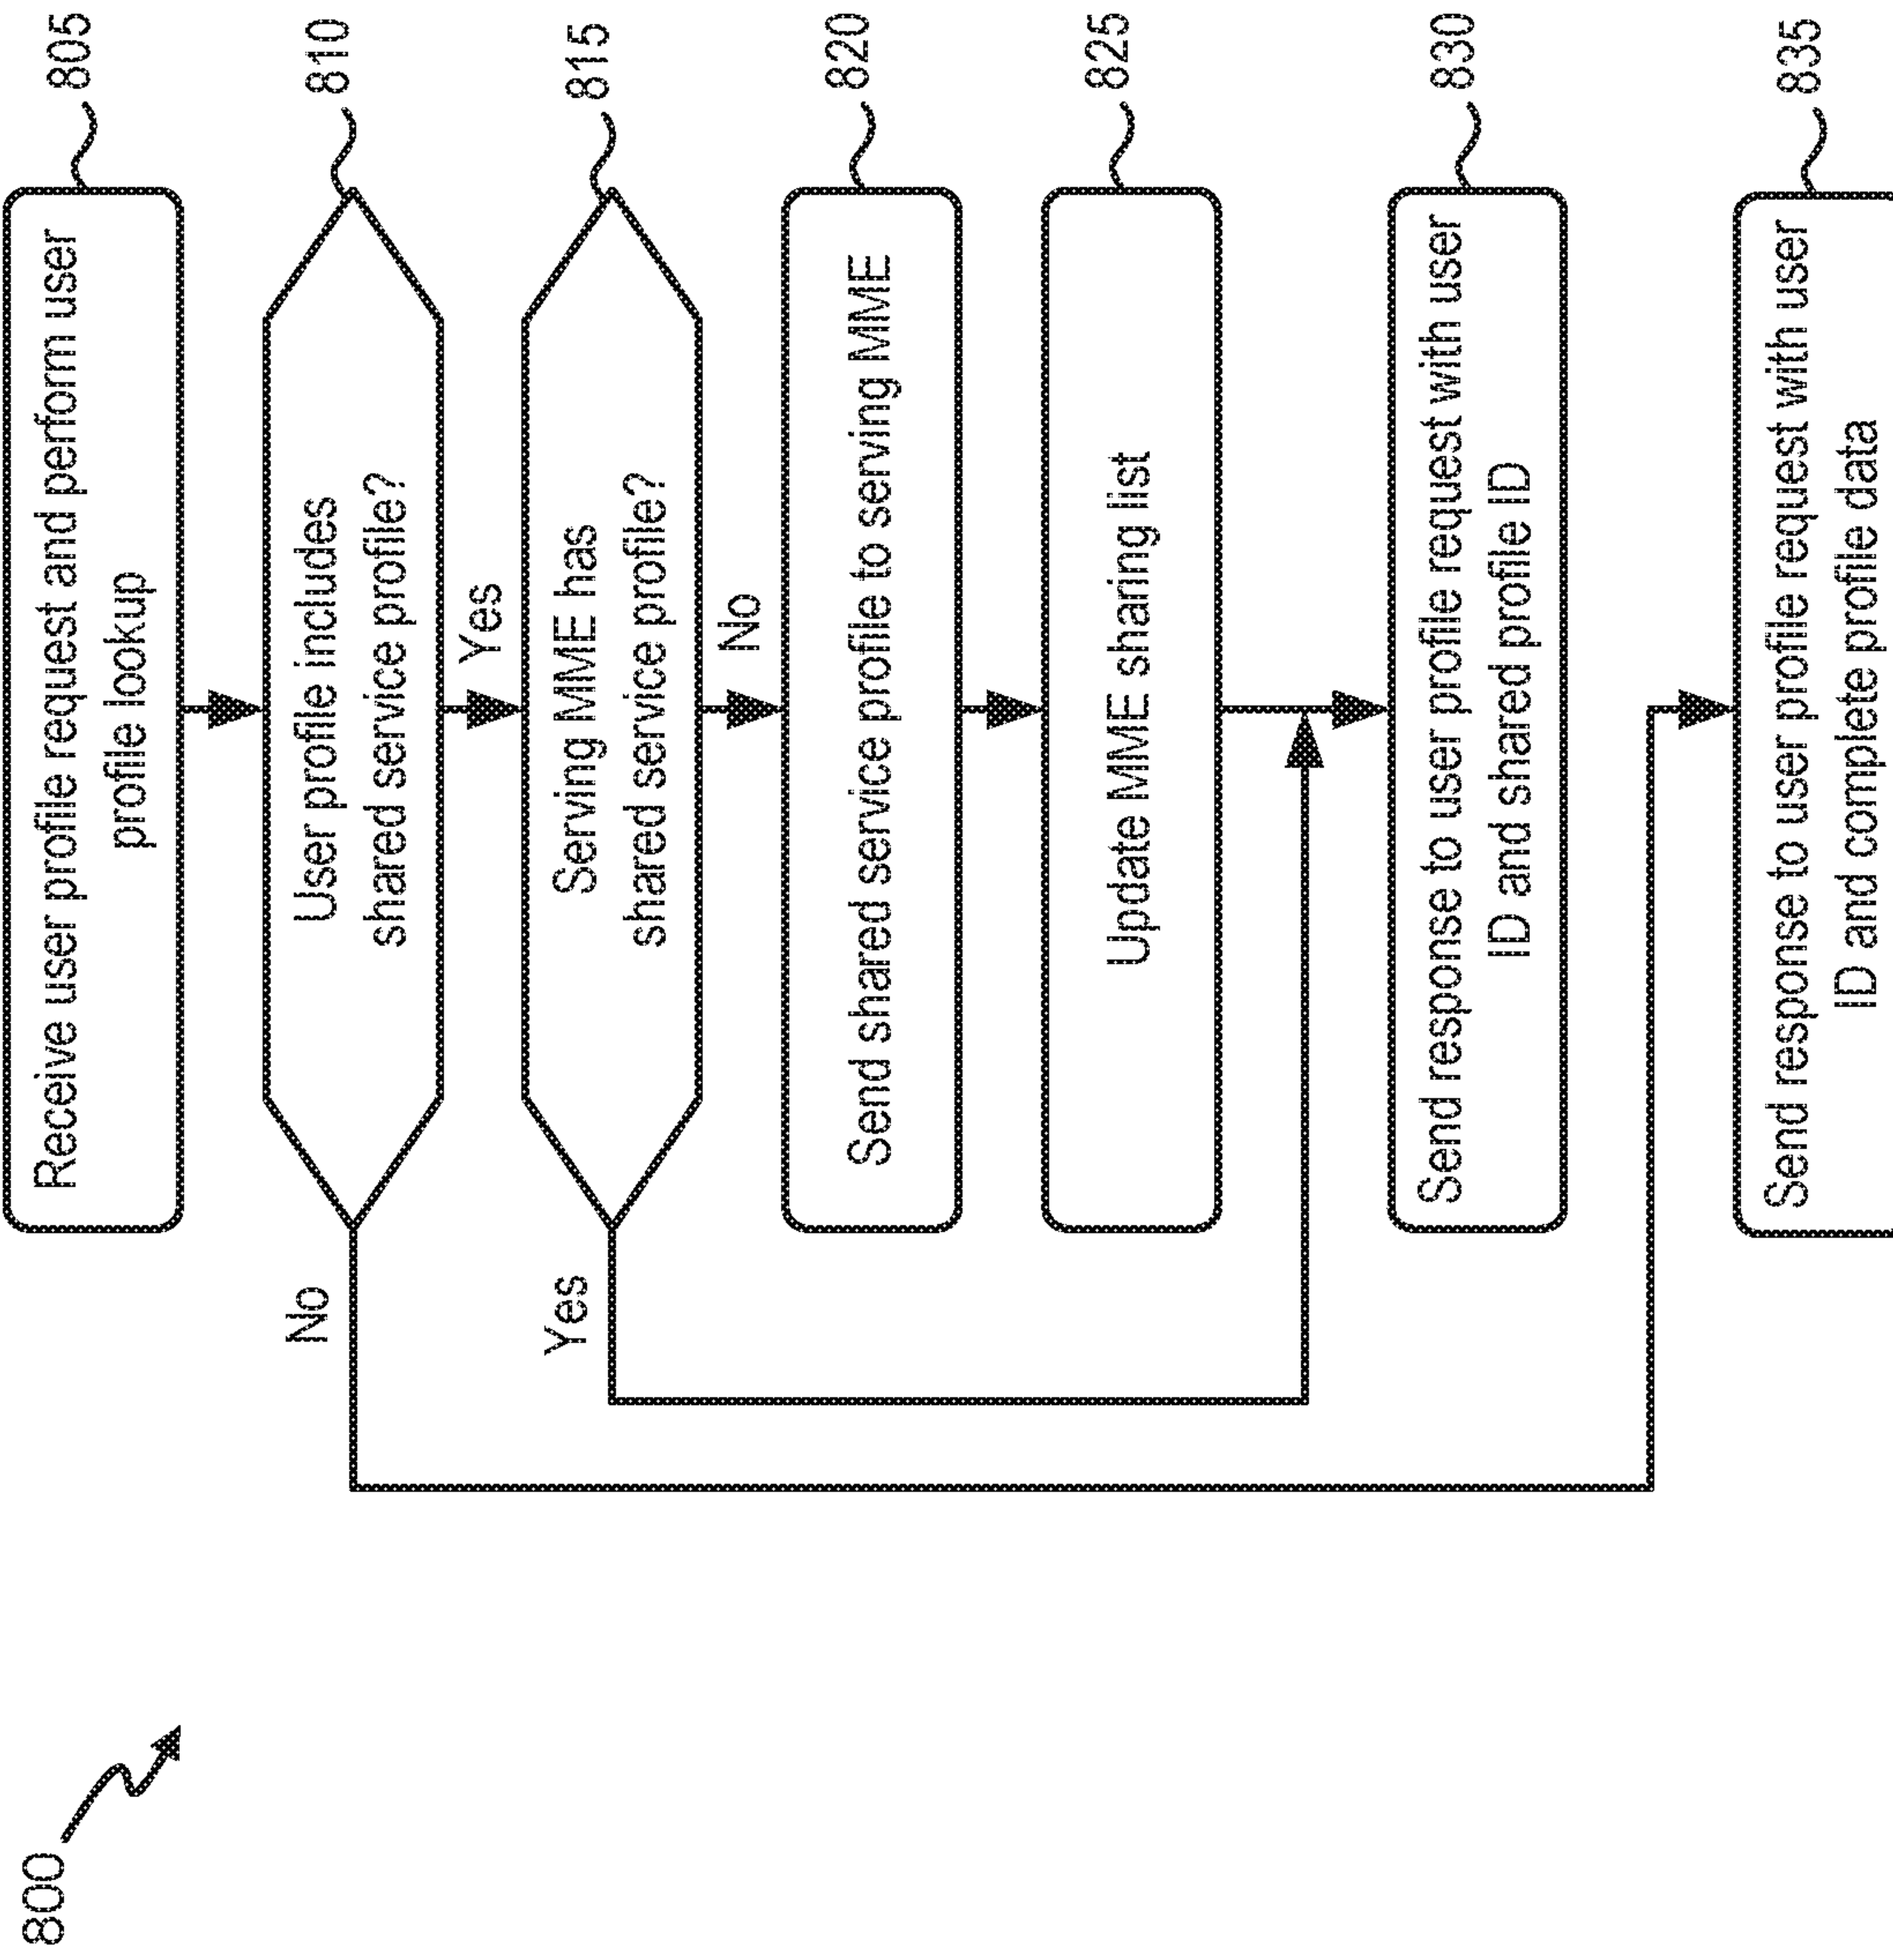 800
Receive user profile request and perform user
profile lookup
805
User profile includes
shared service profile?
810
No
Yes
Serving MME has
shared service profile?
815
Yes
No
Send shared service profile to serving MME
820
Update MME sharing list
825
Send response to user profile request with user
ID and shared profile ID
830
Send response to user profile request with user
ID and complete profile data
835